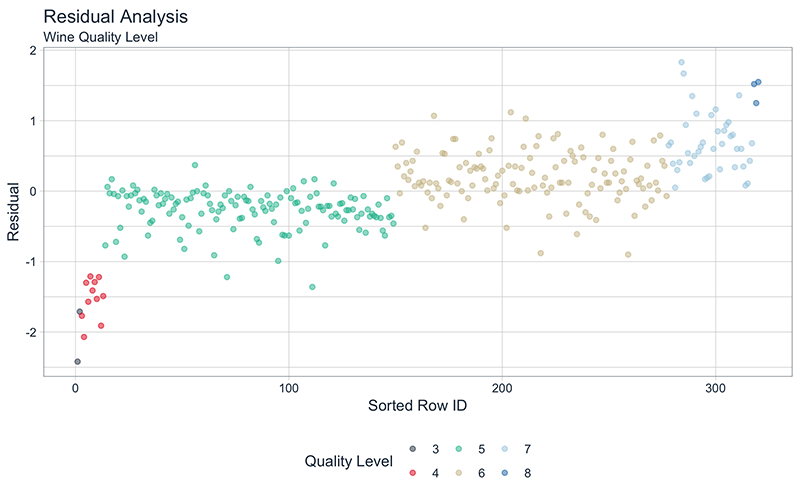 Residual Analysis
Wine Quality Level
2
1
0
-1
-2
Residual
0 100 200 300
Sorted Row ID
Quality Level
3 5 7
4 6 8